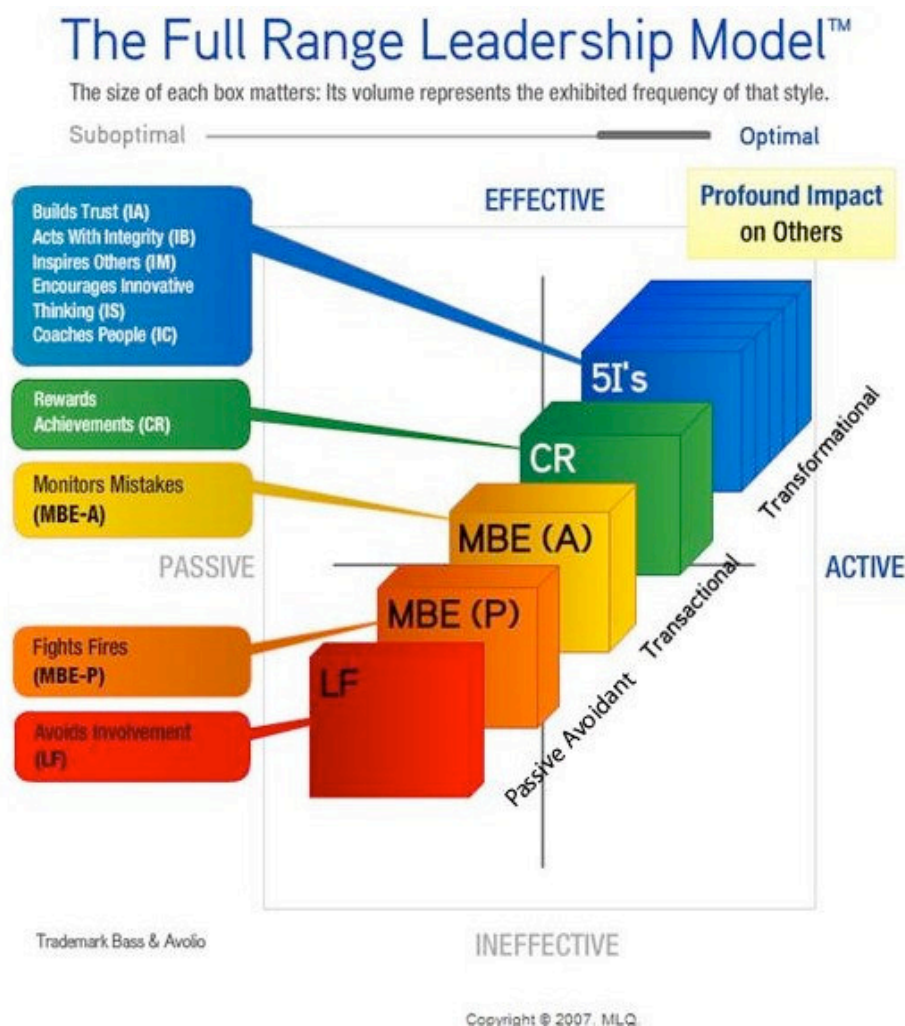 The Full Range Leadership Model™
The size of each box matters: Its volume represents the exhibited frequency of that style.
Suboptimal
Optimal
EFFECTIVE
Profound Impact
on Others
Builds Trust (IA)
Acts With Integrity (IB)
Inspires Others (IM)
Encourages Innovative
Thinking (IS)
Coaches People (IC)
5I's
Rewards
Achievements (CR)
CR
Transformational
Monitors Mistakes
(MBE-A)
MBE (A)
PASSIVE
ACTIVE
Transactional
Fights Fires
(MBE-P)
MBE (P)
Passive Avoidant
Avoids Involvement
(LF)
LF
Trademark Bass & Avolio
INEFFECTIVE
Copyright © 2007. MLQ.